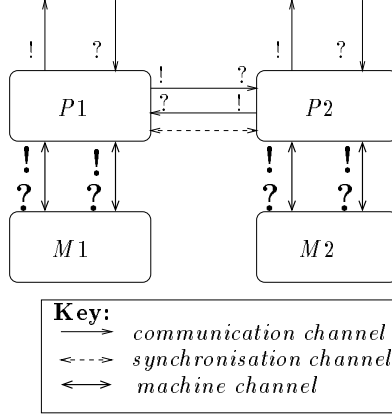 ! ? ! ?
! ?
P1 ? ! P2
! ! ! !
? ? ? ?
M1 M2
Key:
communication channel
synchronisation channel
machine channel